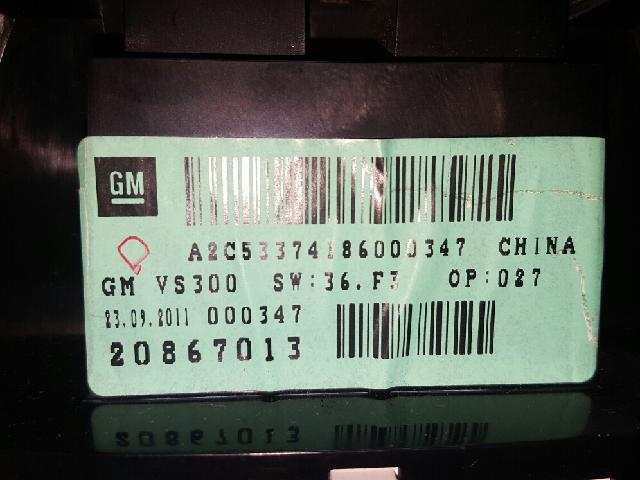 GM
A2C53374186000347 CHINA
GM VS300 SW:36.F3 OP:027
23.09.2011 000347
20867013